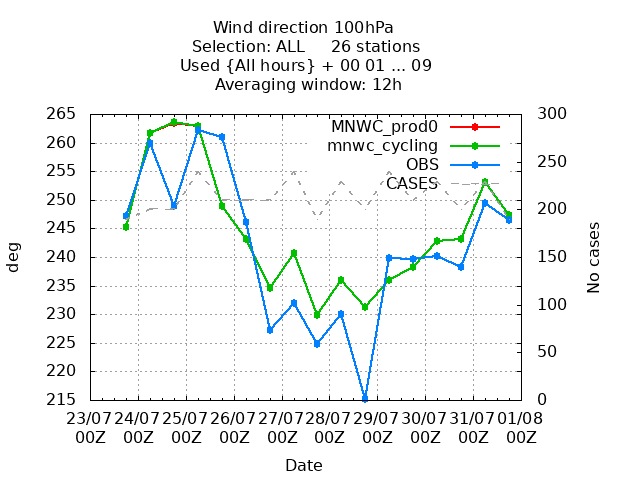 Wind direction 100hPa
Selection: ALL     26 stations
Used {All hours} + 00 01 ... 09
Averaging window: 12h
MNWC_prod0
mnwc_cycling
OBS
CASES
265
260
255
250
245
240
235
230
225
220
215
deg
300
250
200
150
100
50
0
No cases
23/07 24/07 25/07 26/07 27/07 28/07 29/07 30/07 31/07 01/08
00Z 00Z 00Z 00Z 00Z 00Z 00Z 00Z 00Z 00Z
Date